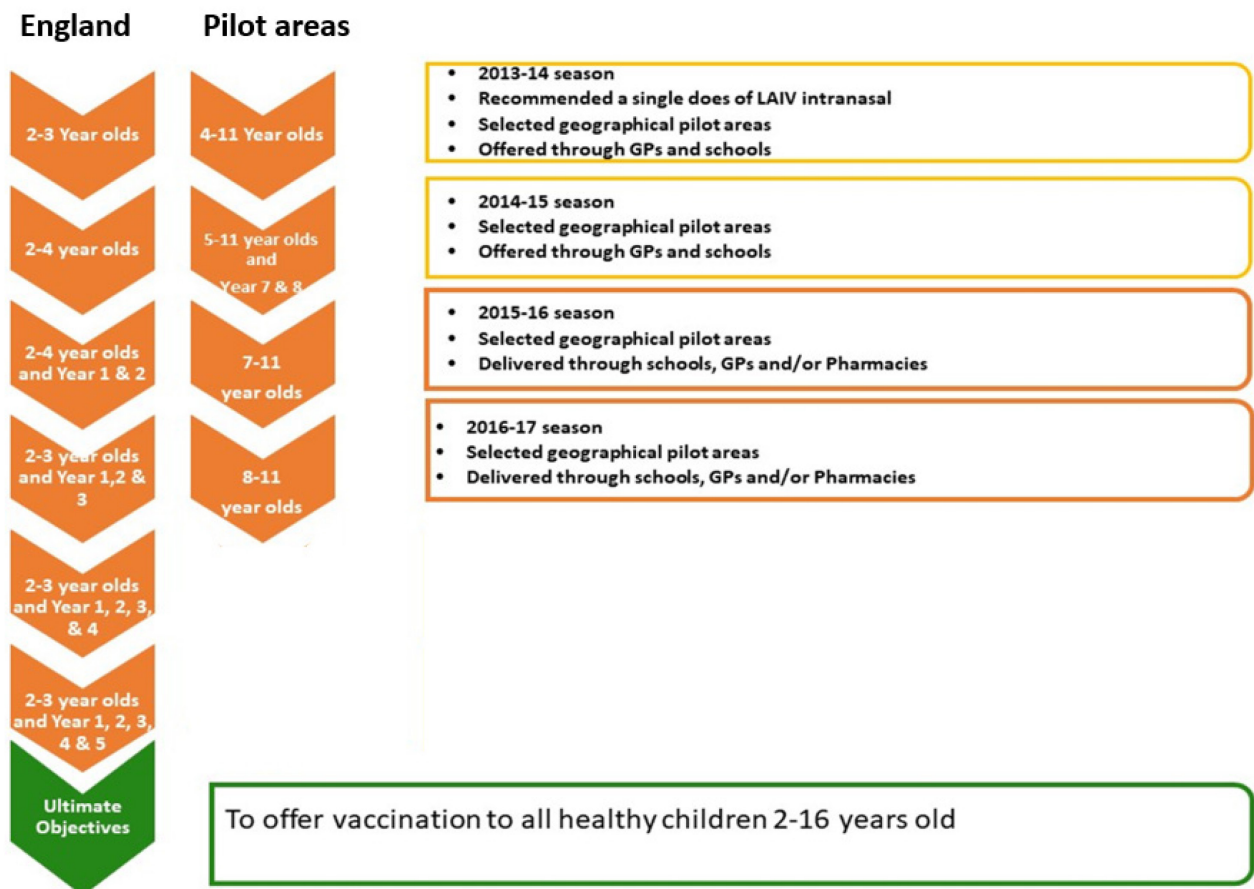 England Pilot areas
2-3 Year olds
4-11 Year olds
• 2013-14 season
• Recommended a single does of LAIV intranasal
• Selected geographical pilot areas
• Offered through GPs and schools
2-4 year olds
5-11 year olds
and
Year 7 & 8
• 2014-15 season
• Selected geographical pilot areas
• Offered through GPs and schools
2-4 year olds
and Year 1 & 2
7-11
year olds
• 2015-16 season
• Selected geographical pilot areas
• Delivered through schools, GPs and/or Pharmacies
2-3 year olds
and Year 1,2 &
3
8-11
year olds
• 2016-17 season
• Selected geographical pilot areas
• Delivered through schools, GPs and/or Pharmacies
2-3 year olds
and Year 1, 2, 3,
& 4
2-3 year olds
and Year 1, 2, 3,
4 & 5
Ultimate
Objectives
To offer vaccination to all healthy children 2-16 years old